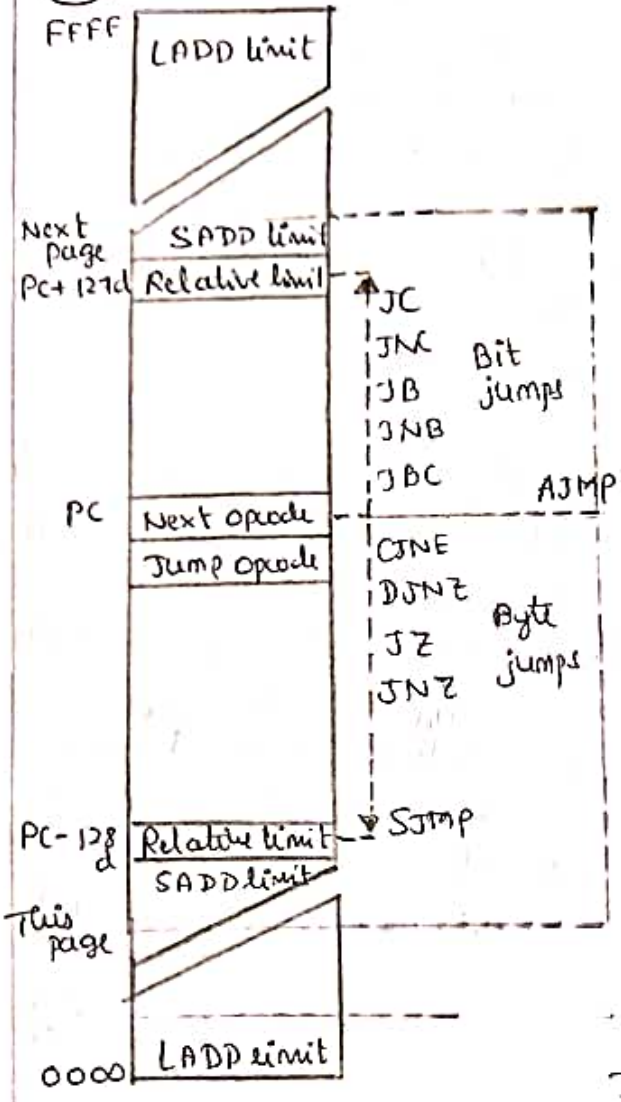 FFFF
LADD limit
Next
page
SADD limit
PC+127d
Relative limit
JC
JNC
JB
JNB
JBC
Bit
jumps
AJMP
PC
Next opcode
Jump opcode
CJNE
DJNZ
JZ
JNZ
Byte
jumps
PC-128
d
Relative limit
SJMP
SADD limit
This
page
LADD limit
0000